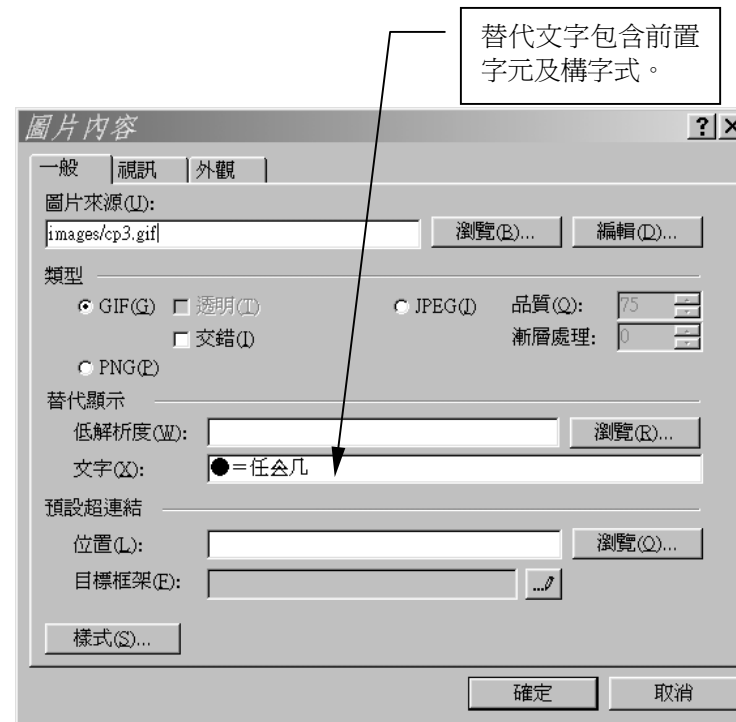 替代文字包含前置
字元及構字式。
圖片內容
一般 視訊 外觀
圖片來源(U):
images/cp3.gif 瀏覽(B)... 編輯(D)...
類型
GIF(G) 透明(T) JPEG(J) 品質(Q): 75
交錯(I) 漸層處理: 0
PNG(P)
替代顯示
低解析度(W): 瀏覽(R)...
文字(X): ●=任𠆭几
預設超連結
位置(L): 瀏覽(O)...
目標框架(F):
樣式(S)...
確定 取消